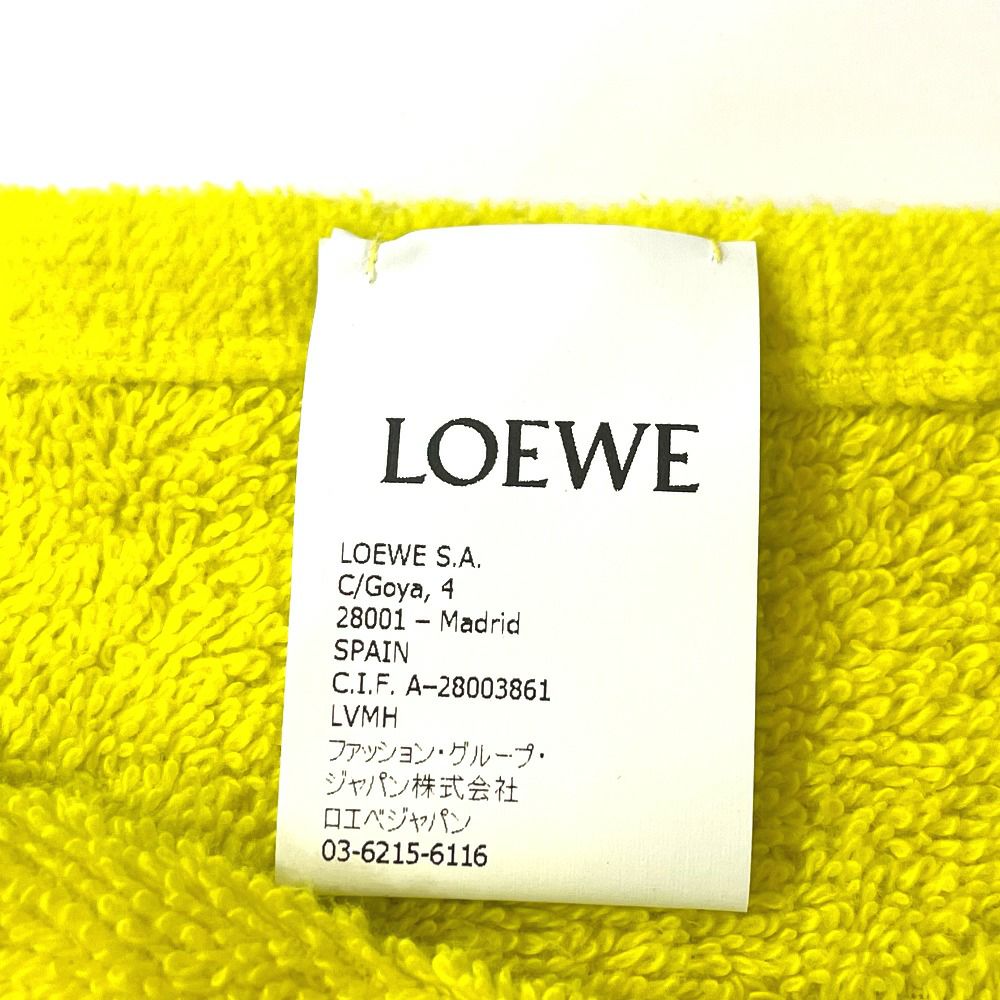 LOEWE
LOEWE S.A.
C/Goya, 4
28001 – Madrid
SPAIN
C.I.F. A–28003861
LVMH
ファッション・グループ・
ジャパン株式会社
ロエベジャパン
03-6215-6116